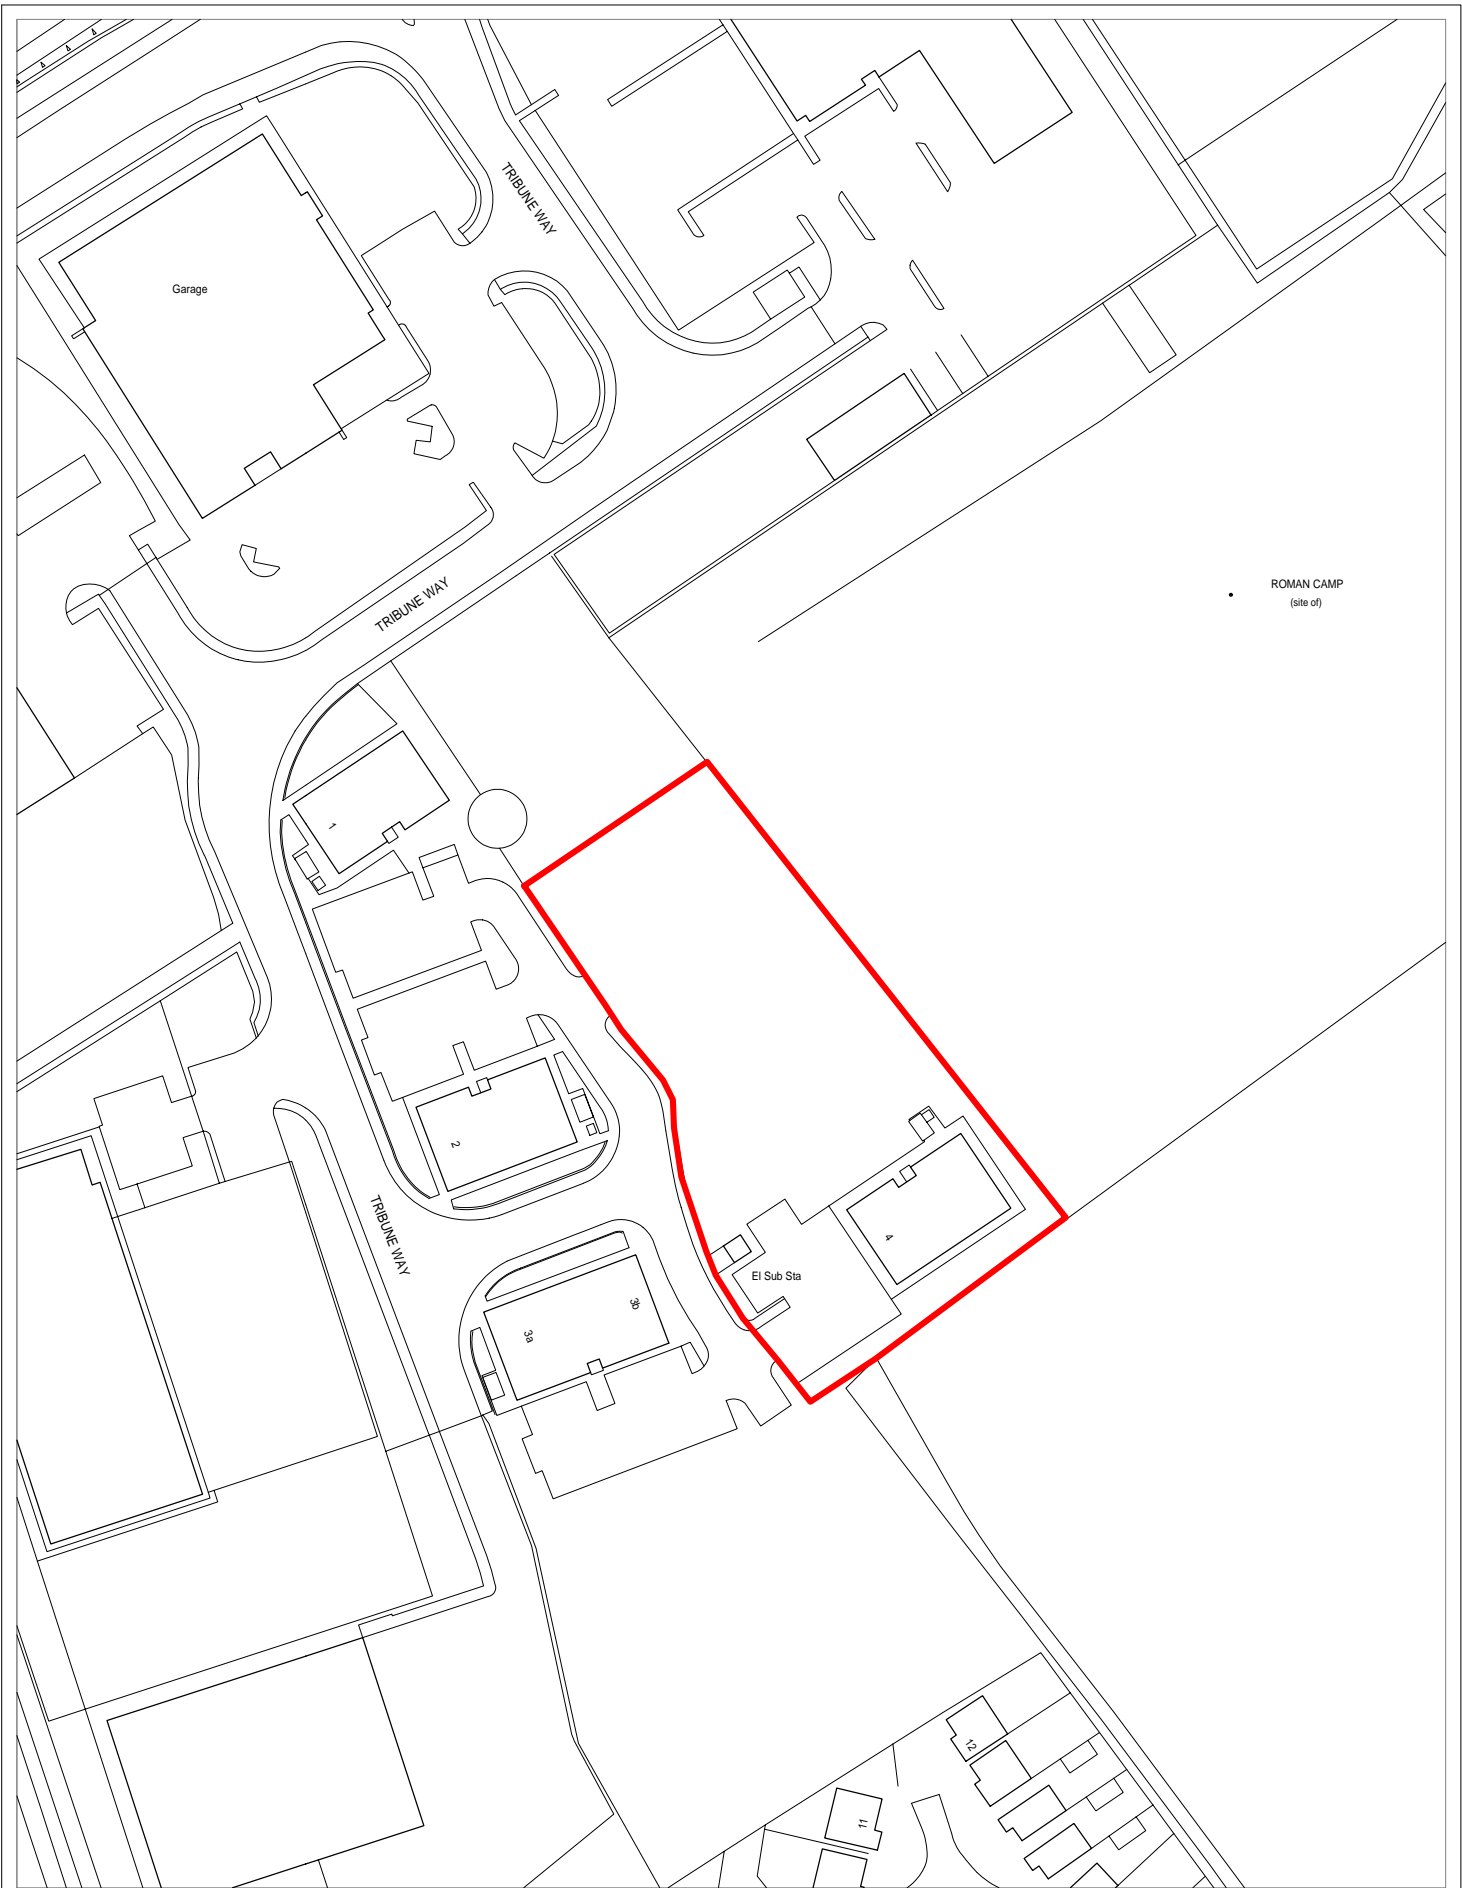 TRIBUNE WAY
Garage
ROMAN CAMP
(site of)
TRIBUNE WAY
1
2
TRIBUNE WAY
4
El Sub Sta
3b
3a
12
11